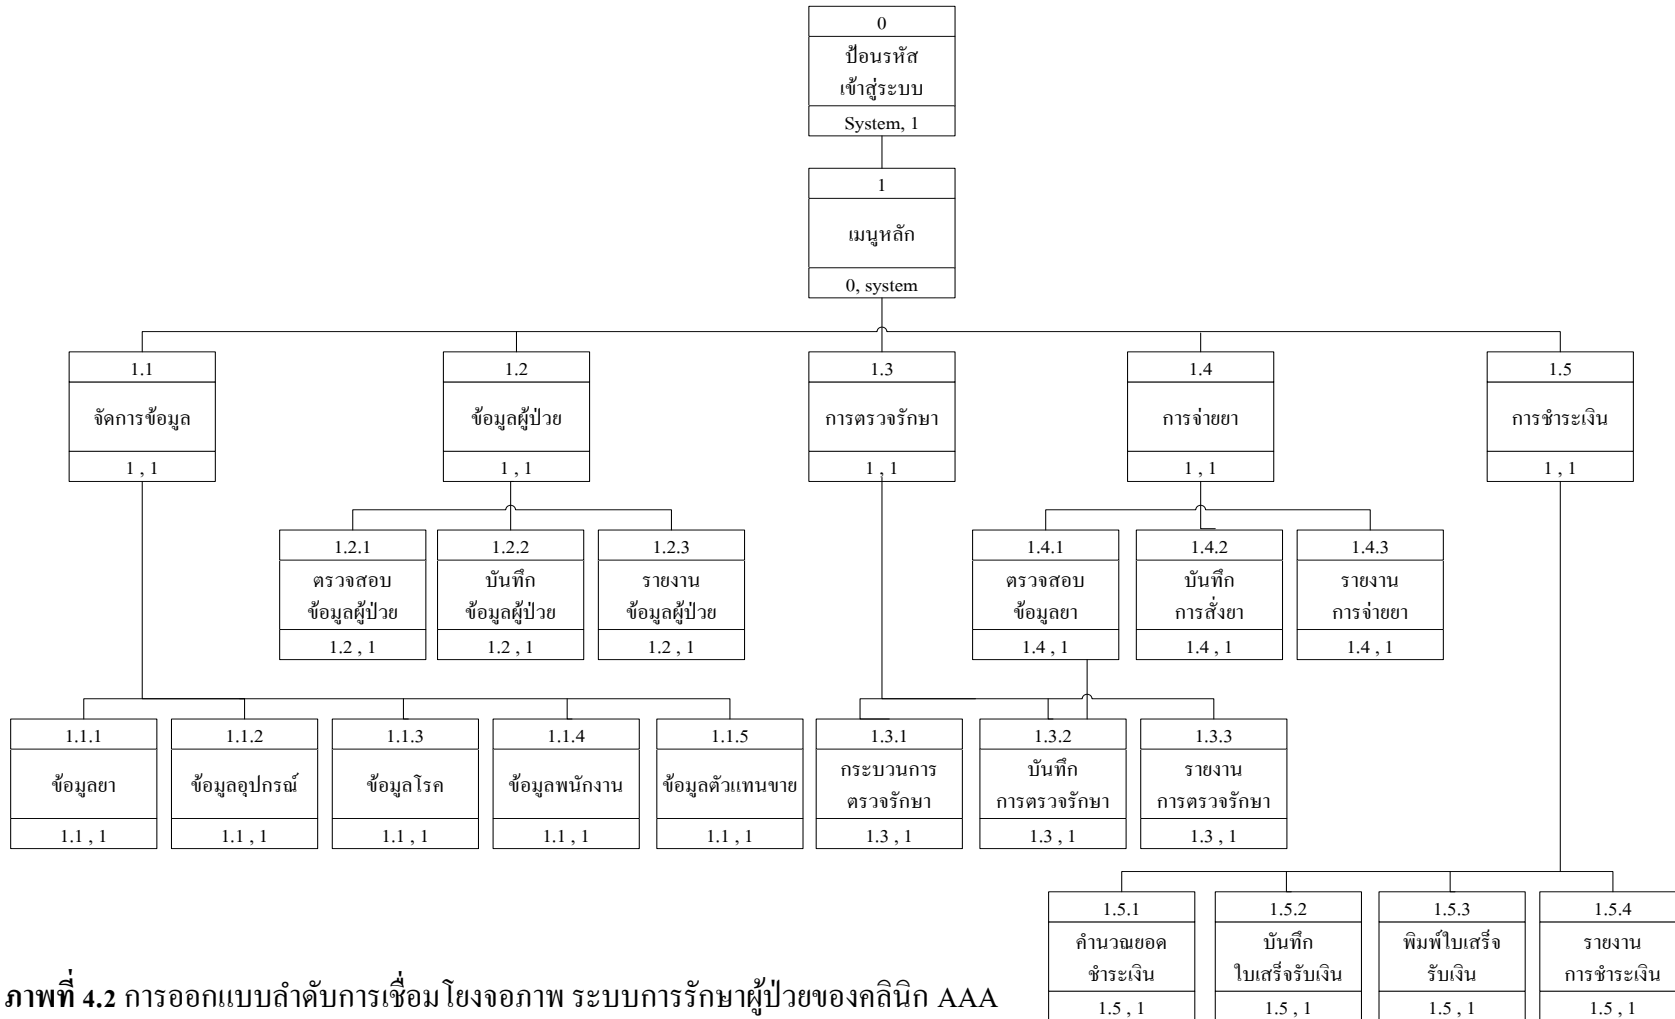 0
ป้อนรหัส
เข้าสู่ระบบ
System, 1
1
เมนูหลัก
0, system
1.1
จัดการข้อมูล
1 , 1
1.2
ข้อมูลผู้ป่วย
1 , 1
1.3
การตรวจรักษา
1 , 1
1.4
การจ่ายยา
1 , 1
1.5
การชำระเงิน
1 , 1
1.2.1
ตรวจสอบ
ข้อมูลผู้ป่วย
1.2 , 1
1.2.2
บันทึก
ข้อมูลผู้ป่วย
1.2 , 1
1.2.3
รายงาน
ข้อมูลผู้ป่วย
1.2 , 1
1.4.1
ตรวจสอบ
ข้อมูลยา
1.4 , 1
1.4.2
บันทึก
การสั่งยา
1.4 , 1
1.4.3
รายงาน
การจ่ายยา
1.4 , 1
1.1.1
ข้อมูลยา
1.1 , 1
1.1.2
ข้อมูลอุปกรณ์
1.1 , 1
1.1.3
ข้อมูลโรค
1.1 , 1
1.1.4
ข้อมูลพนักงาน
1.1 , 1
1.1.5
ข้อมูลตัวแทนขาย
1.1 , 1
1.3.1
กระบวนการ
ตรวจรักษา
1.3 , 1
1.3.2
บันทึก
การตรวจรักษา
1.3 , 1
1.3.3
รายงาน
การตรวจรักษา
1.3 , 1
1.5.1
คำนวณยอด
ชำระเงิน
1.5 , 1
1.5.2
บันทึก
ใบเสร็จรับเงิน
1.5 , 1
1.5.3
พิมพ์ใบเสร็จ
รับเงิน
1.5 , 1
1.5.4
รายงาน
การชำระเงิน
1.5 , 1
ภาพที่ 4.2 การออกแบบลำดับการเชื่อมโยงจอภาพ ระบบการรักษาผู้ป่วยของคลินิก AAA